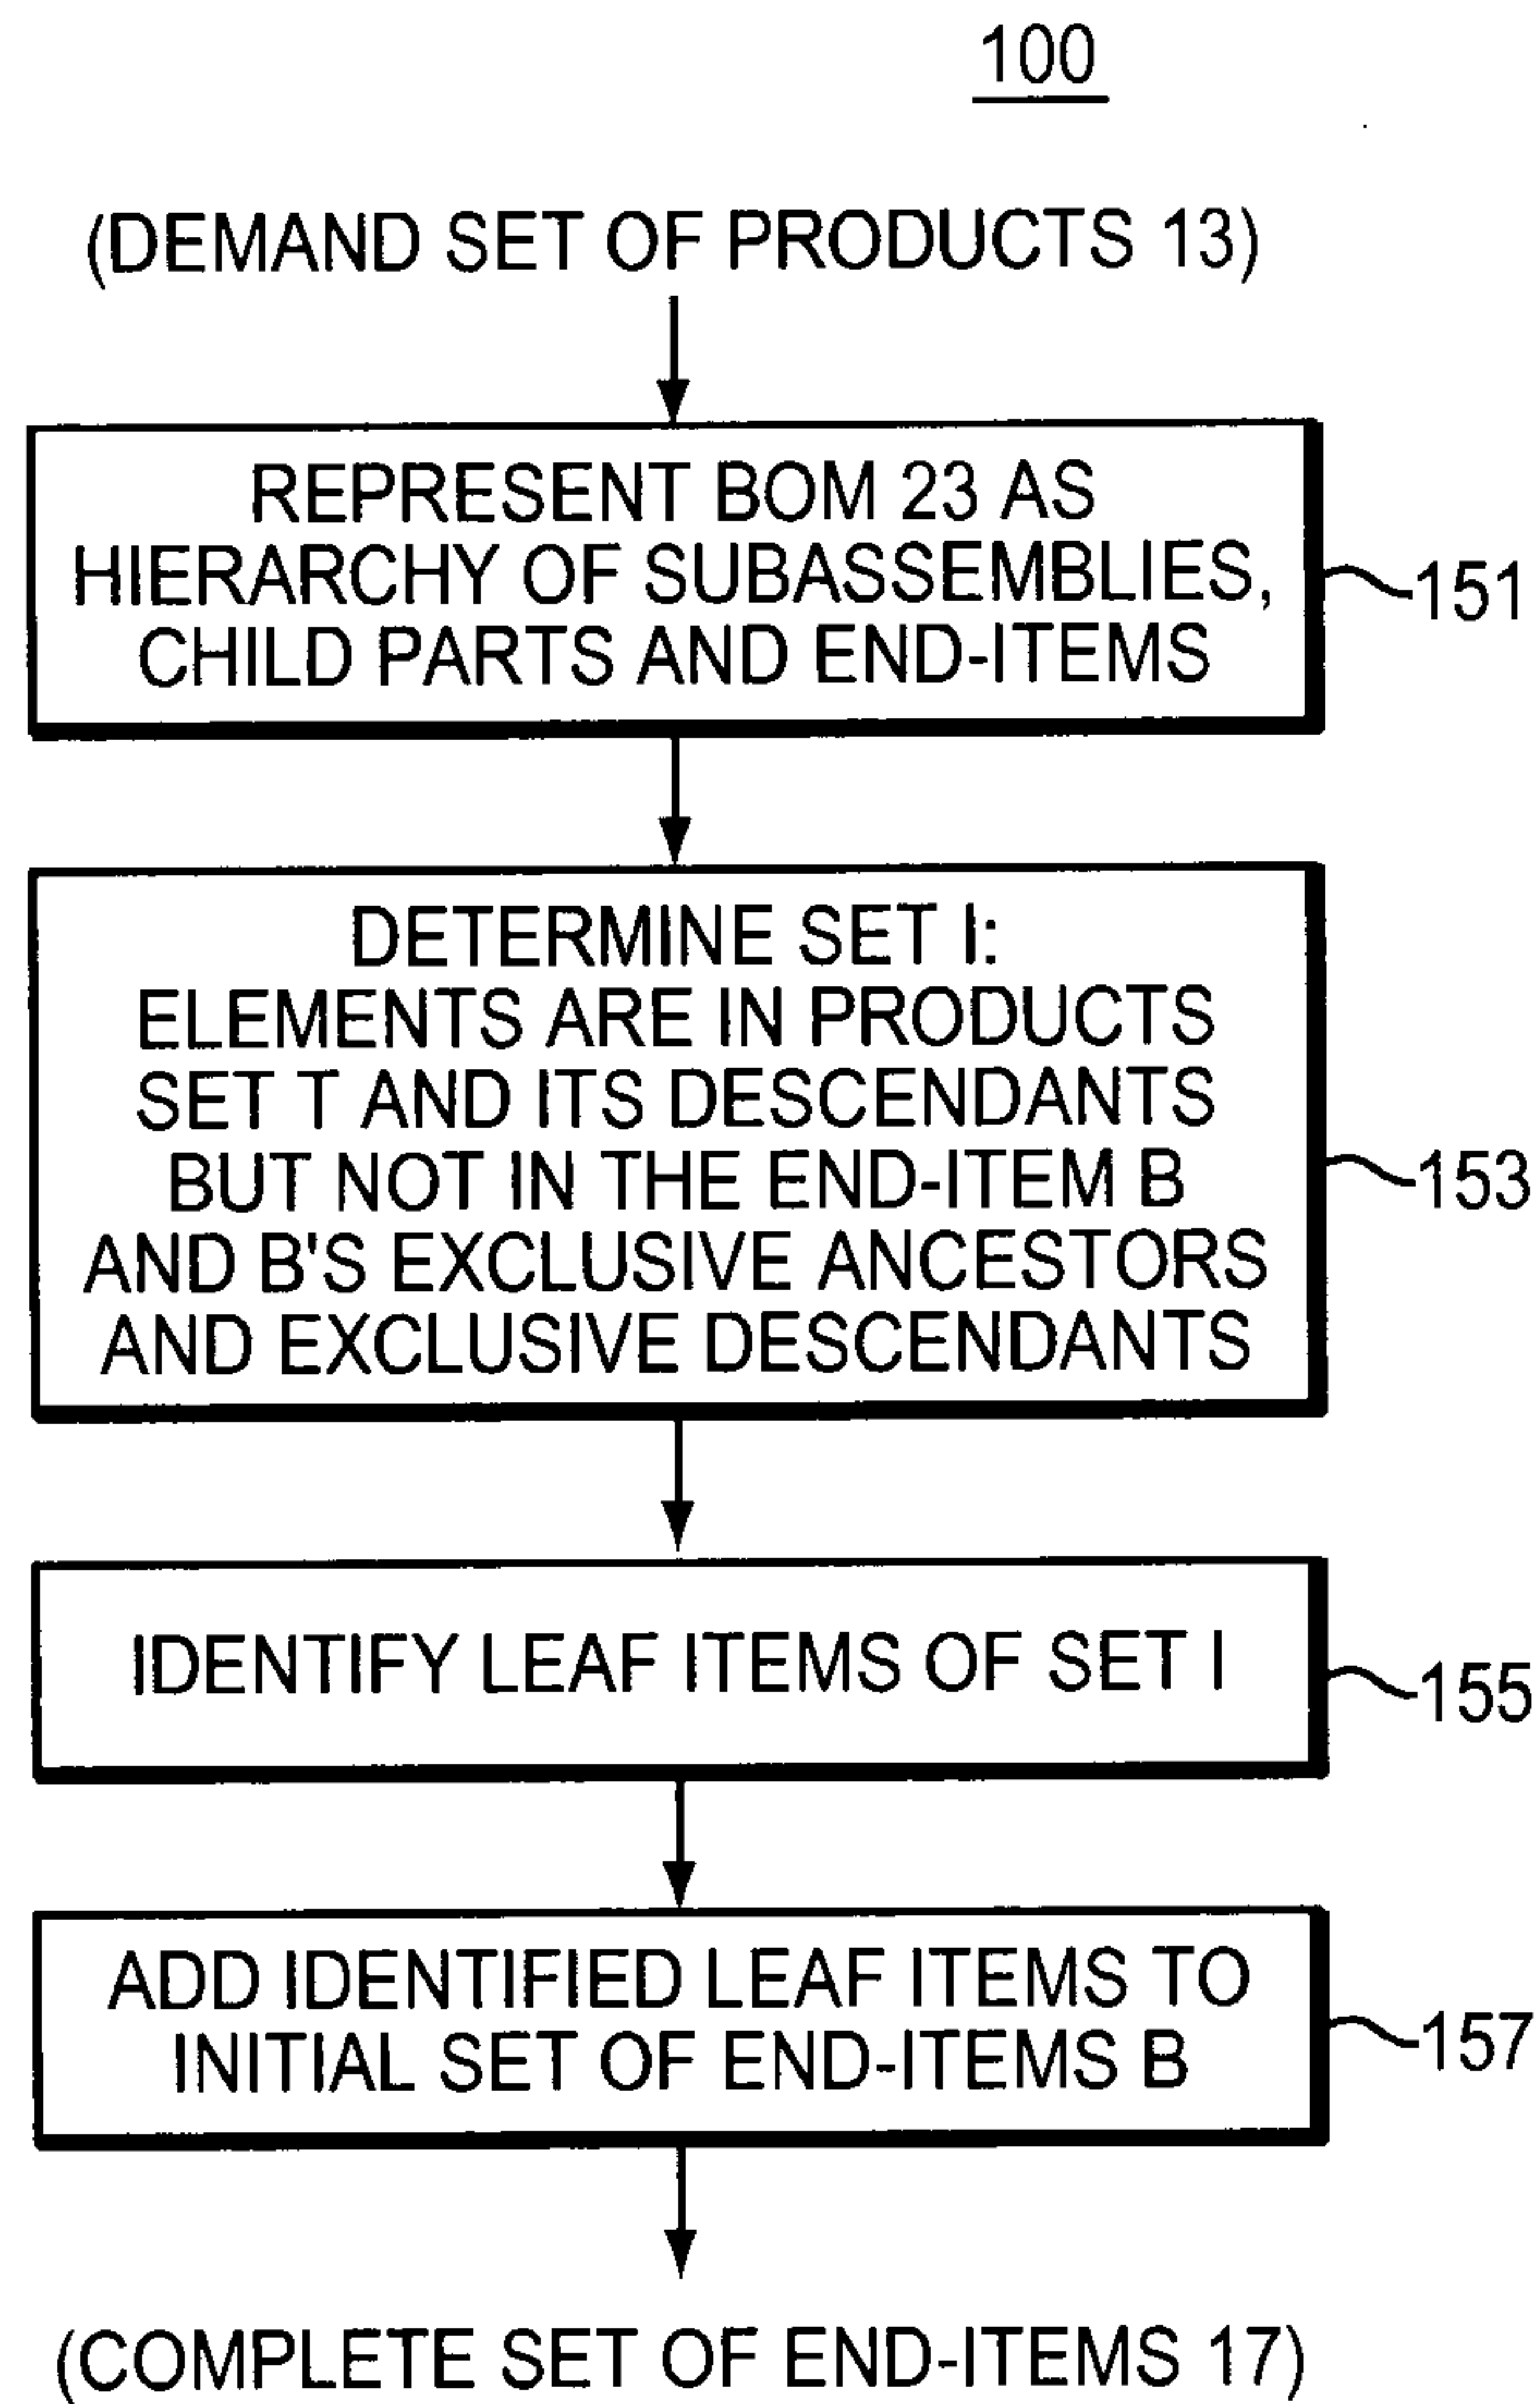 100
(DEMAND SET OF PRODUCTS 13)
REPRESENT BOM 23 AS
HIERARCHY OF SUBASSEMBLIES,
CHILD PARTS AND END-ITEMS
151
DETERMINE SET I:
ELEMENTS ARE IN PRODUCTS
SET T AND ITS DESCENDANTS
BUT NOT IN THE END-ITEM B
AND B'S EXCLUSIVE ANCESTORS
AND EXCLUSIVE DESCENDANTS
153
IDENTIFY LEAF ITEMS OF SET I
155
ADD IDENTIFIED LEAF ITEMS TO
INITIAL SET OF END-ITEMS B
157
(COMPLETE SET OF END-ITEMS 17)